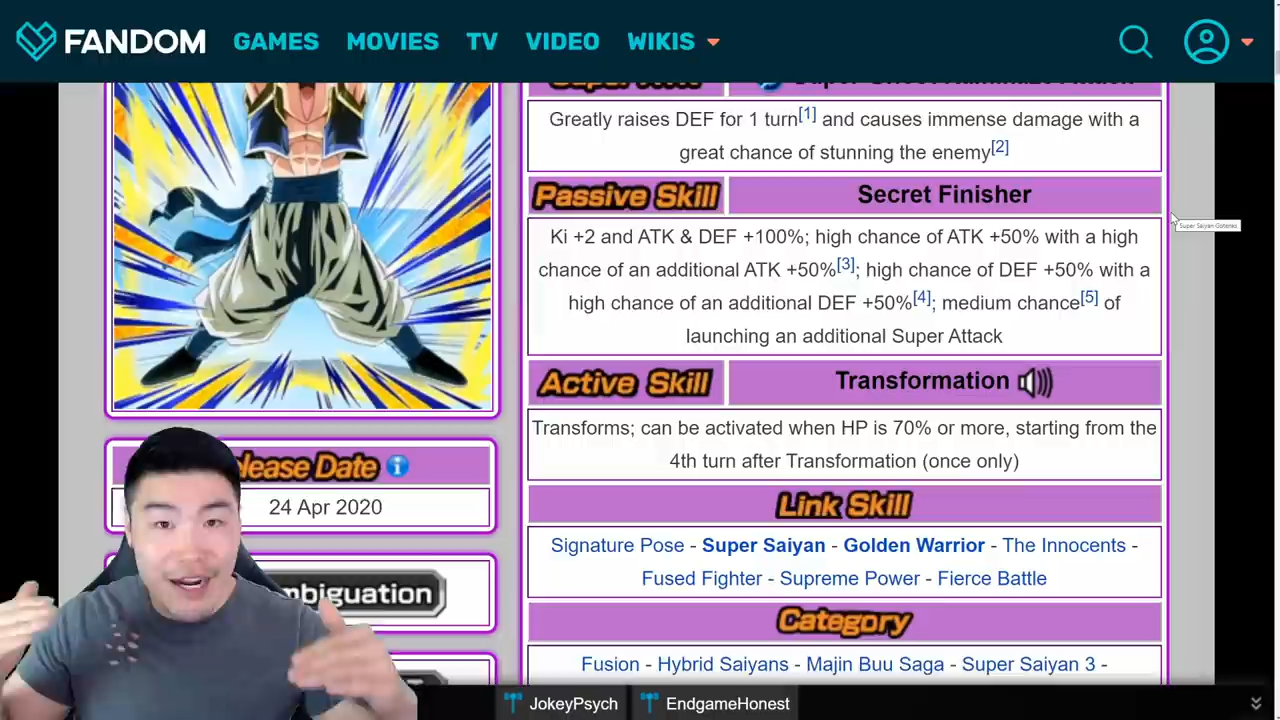 FANDOM GAMES MOVIES TV VIDEO WIKIS
Greatly raises DEF for 1 turn[1] and causes immense damage with a
great chance of stunning the enemy[2]
Passive Skill Secret Finisher
Super Saiyan Gotenks
Ki +2 and ATK & DEF +100%; high chance of ATK +50% with a high
chance of an additional ATK +50%[3]; high chance of DEF +50% with a
high chance of an additional DEF +50%[4]; medium chance[5] of
launching an additional Super Attack
Active Skill Transformation
Transforms; can be activated when HP is 70% or more, starting from the
4th turn after Transformation (once only)
Link Skill
Signature Pose - Super Saiyan - Golden Warrior - The Innocents -
Fused Fighter - Supreme Power - Fierce Battle
Category
Fusion - Hybrid Saiyans - Majin Buu Saga - Super Saiyan 3 -
lease Date
24 Apr 2020
mbiguation
JokeyPsych EndgameHonest